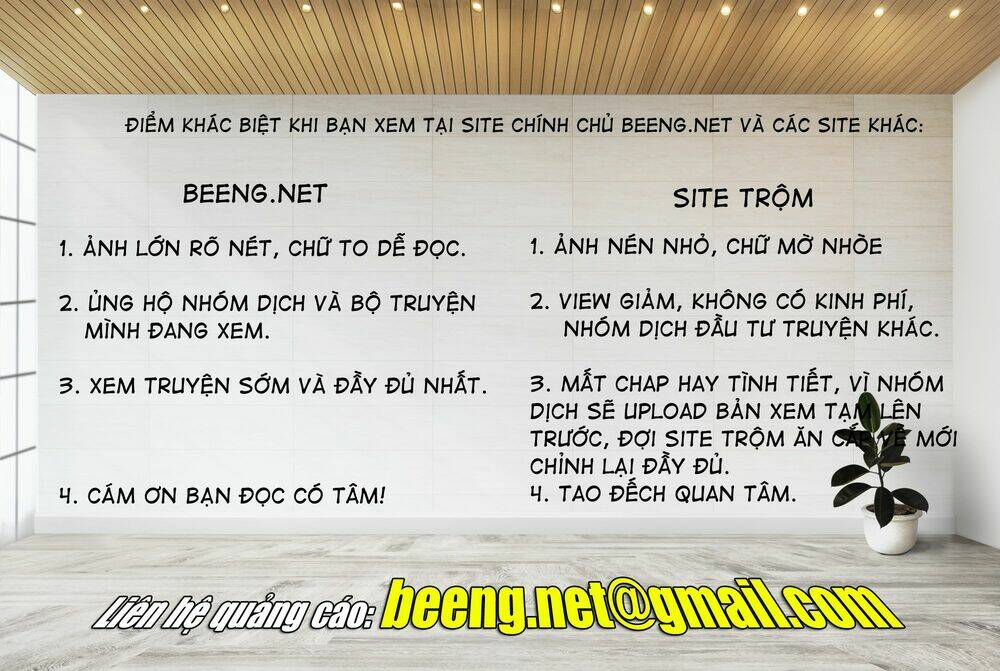 ĐIỂM KHÁC BIỆT KHI BẠN XEM TẠI SITE CHÍNH CHỦ BEENG.NET VÀ CÁC SITE KHÁC:
BEENG.NET
1. ẢNH LỚN RÕ NÉT, CHỮ TO DỄ ĐỌC.
2. ỦNG HỘ NHÓM DỊCH VÀ BỘ TRUYỆN
MÌNH ĐANG XEM.
3. XEM TRUYỆN SỚM VÀ ĐẦY ĐỦ NHẤT.
4. CÁM ƠN BẠN ĐỌC CÓ TÂM!
SITE TRỘM
1. ẢNH NÉN NHỎ, CHỮ MỜ NHÒE
2. VIEW GIẢM, KHÔNG CÓ KINH PHÍ,
NHÓM DỊCH ĐẦU TƯ TRUYỆN KHÁC.
3. MẤT CHAP HAY TÌNH TIẾT, VÌ NHÓM
DỊCH SẼ UPLOAD BẢN XEM TẠM LÊN
TRƯỚC, ĐỢI SITE TRỘM ĂN CẮP VỀ MỚI
CHỈNH LẠI ĐẦY ĐỦ.
4. TAO ĐẾCH QUAN TÂM.
Liên hệ quảng cáo: beeng.net@gmail.com